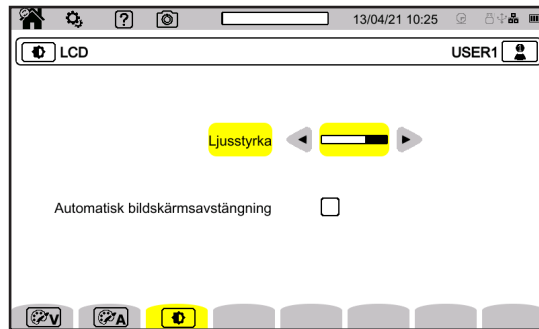 ? 13/04/21 10:25
LCD USER1
Ljusstyrka
Automatisk bildskärmsavstängning
V A